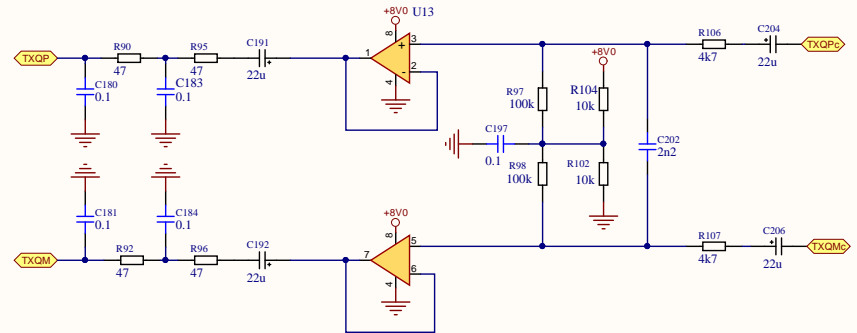 +8V0 U13
TXQP
R90
47
C180
0.1
C183
0.1
R95
47
C191
22u
8
1
3
+
2
-
4
R97
100k
+8V0
R104
10k
C197
0.1
R98
100k
R102
10k
C202
2n2
R106
4k7
C204
22u
TXQPc
C181
0.1
C184
0.1
TXQM
R92
47
R96
47
C192
22u
+8V0
8
7
5
6
4
R107
4k7
C206
22u
TXQMc